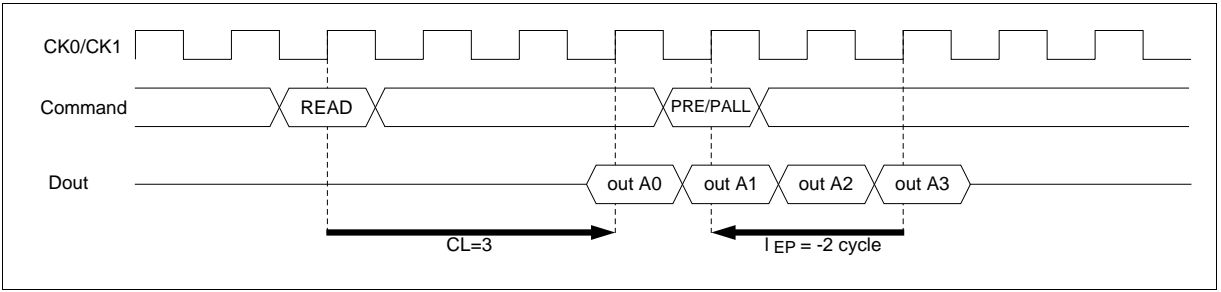 CK0/CK1
Command
READ
PRE/PALL
Dout
out A0
out A1
out A2
out A3
CL=3
l EP = -2 cycle